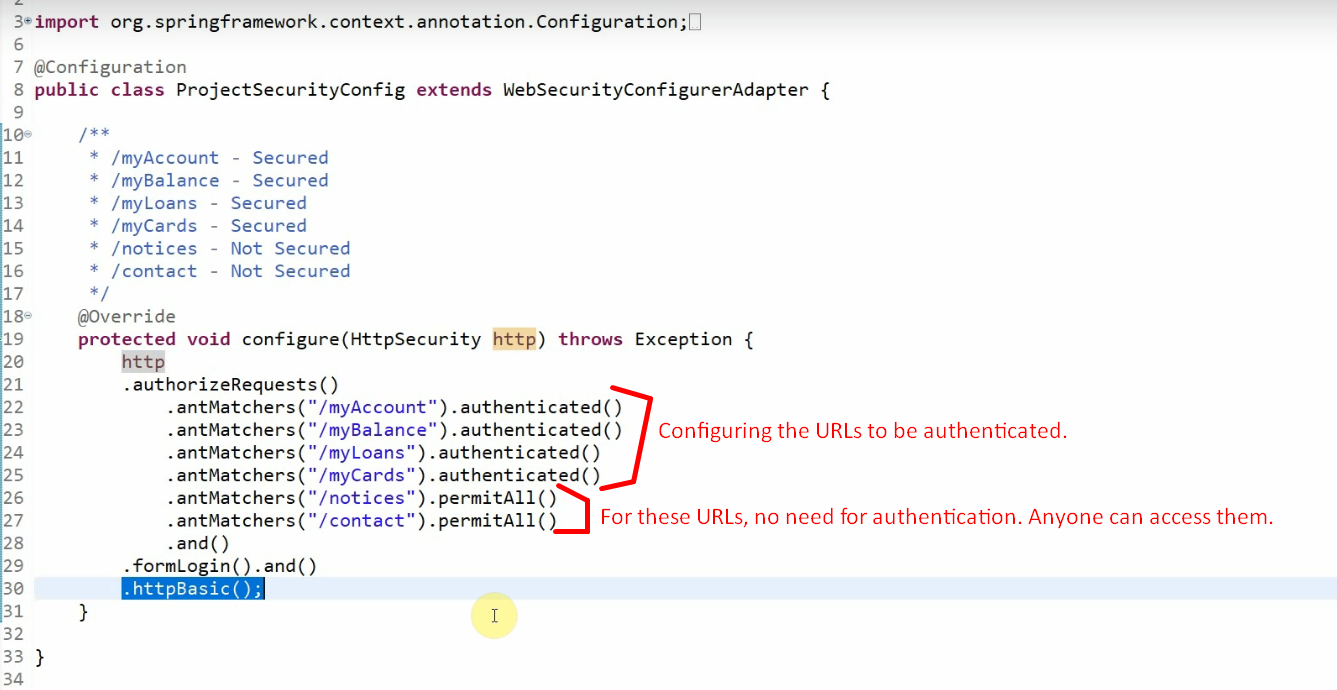 2
3 import org.springframework.context.annotation.Configuration;
6
7 @Configuration
8 public class ProjectSecurityConfig extends WebSecurityConfigurerAdapter {
9
10 /**
11 * /myAccount - Secured
12 * /myBalance - Secured
13 * /myLoans - Secured
14 * /myCards - Secured
15 * /notices - Not Secured
16 * /contact - Not Secured
17 */
18 @Override
19 protected void configure(HttpSecurity http) throws Exception {
20 http
21 .authorizeRequests()
22 .antMatchers("/myAccount").authenticated()
23 .antMatchers("/myBalance").authenticated()
Configuring the URLs to be authenticated.
24 .antMatchers("/myLoans").authenticated()
25 .antMatchers("/myCards").authenticated()
26 .antMatchers("/notices").permitAll()
27 .antMatchers("/contact").permitAll()
For these URLs, no need for authentication. Anyone can access them.
28 .and()
29 .formLogin().and()
30 .httpBasic();
31 }
32
33 }
34